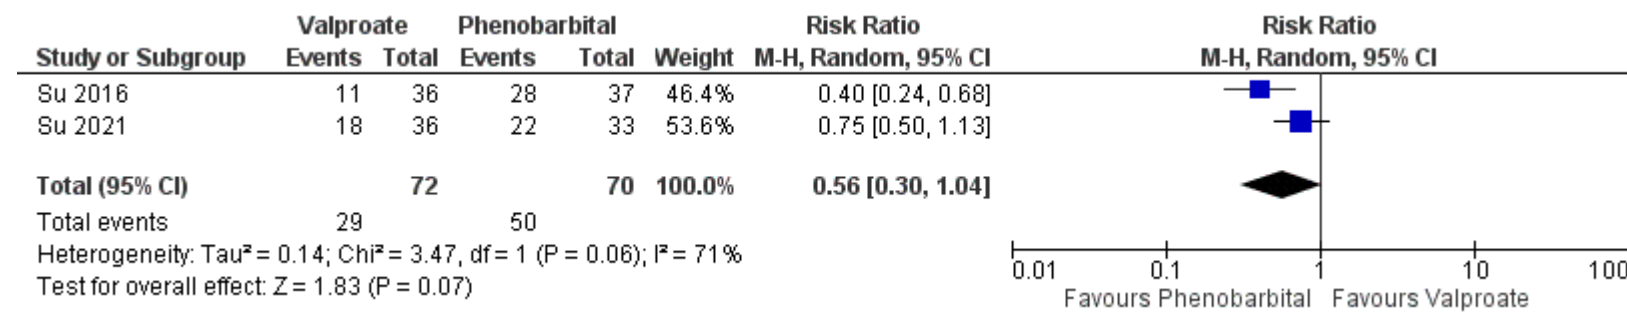 Valproate Phenobarbital Risk Ratio Risk Ratio
Study or Subgroup Events Total Events Total Weight M-H, Random, 95% CI M-H, Random, 95% CI
Su 2016 11 36 28 37 46.4% 0.40 [0.24, 0.68]
Su 2021 18 36 22 33 53.6% 0.75 [0.50, 1.13]
Total (95% CI) 72 70 100.0% 0.56 [0.30, 1.04]
Total events 29 50
Heterogeneity: Tau² = 0.14; Chi² = 3.47, df = 1 (P = 0.06); I² = 71%
Test for overall effect: Z = 1.83 (P = 0.07)
0.01 0.1 1 10 100
Favours Phenobarbital Favours Valproate